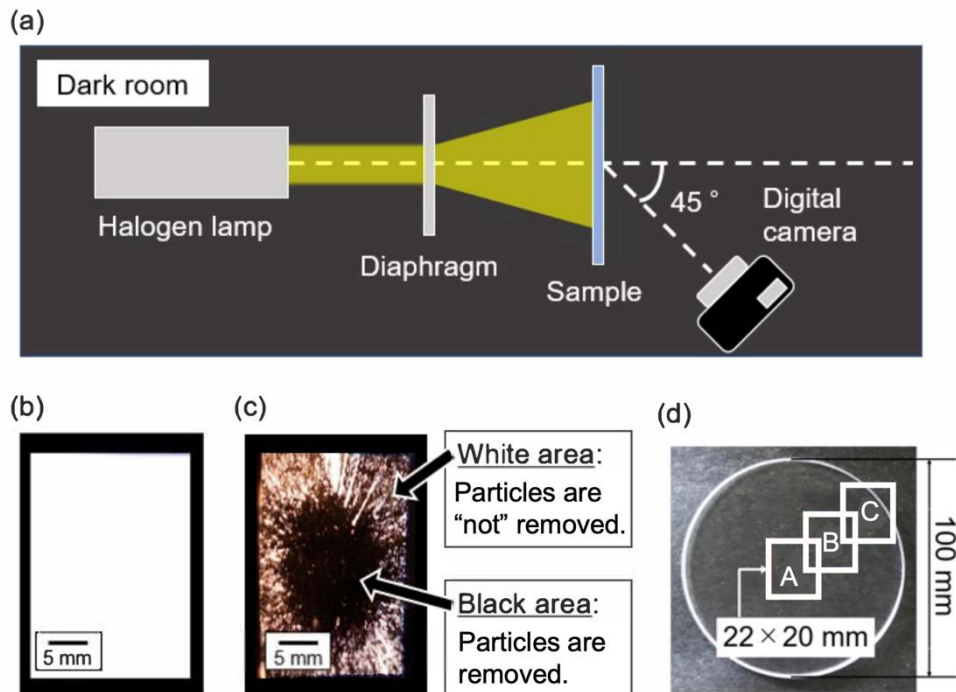 (a)
Dark room
Halogen lamp
Diaphragm
Sample
45 °
Digital
camera
(b)
5 mm
(c)
5 mm
White area:
Particles are
“not” removed.
Black area:
Particles are
removed.
(d)
A
B
C
22 × 20 mm
100 mm